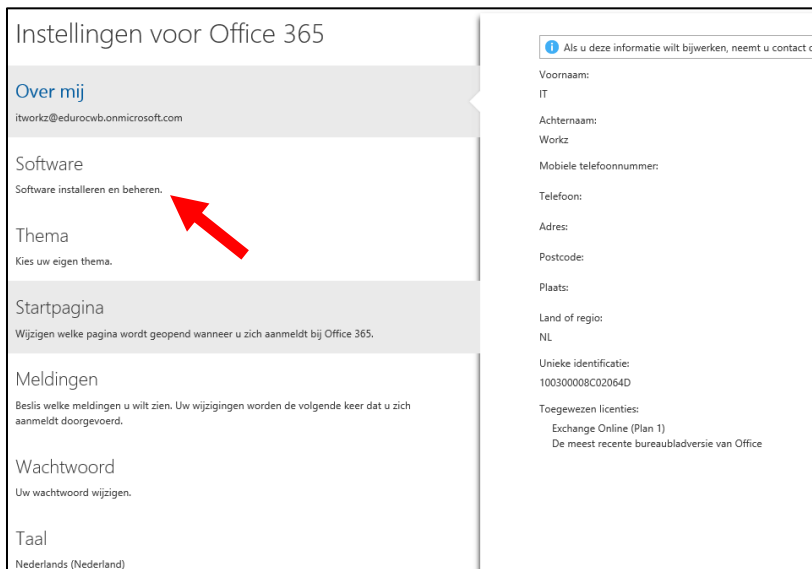 Instellingen voor Office 365
Over mij
itworkz@edurocwb.onmicrosoft.com
Software
Software installeren en beheren.
Thema
Kies uw eigen thema.
Startpagina
Wijzigen welke pagina wordt geopend wanneer u zich aanmeldt bij Office 365.
Meldingen
Beslis welke meldingen u wilt zien. Uw wijzigingen worden de volgende keer dat u zich
aanmeldt doorgevoerd.
Wachtwoord
Uw wachtwoord wijzigen.
Taal
Nederlands (Nederland)
Als u deze informatie wilt bijwerken, neemt u contact
Voornaam:
IT
Achternaam:
Workz
Mobiele telefoonnummer:
Telefoon:
Adres:
Postcode:
Plaats:
Land of regio:
NL
Unieke identificatie:
100300008C02064D
Toegewezen licenties:
Exchange Online (Plan 1)
De meest recente bureaubladversie van Office